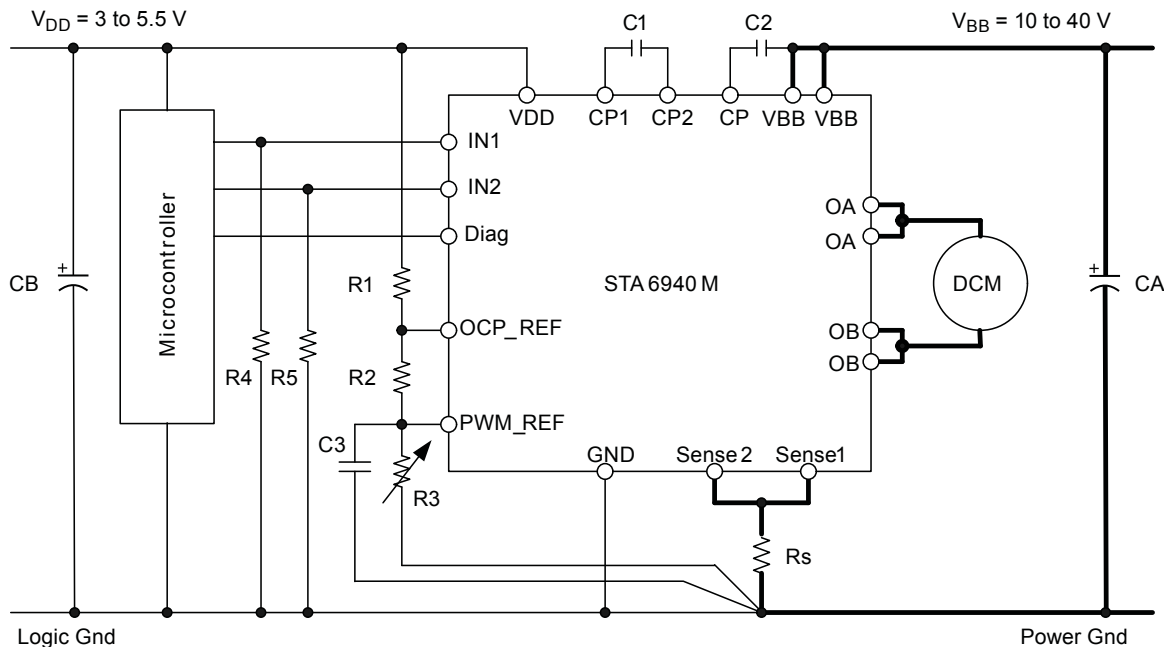 V_DD = 3 to 5.5 V
C1
C2
V_BB = 10 to 40 V
VDD
CP1
CP2
CP
VBB
VBB
IN1
IN2
Diag
OA
OA
Microcontroller
CB
+
R1
STA 6940 M
DCM
+
CA
OCP_REF
OB
OB
R4
R5
R2
PWM_REF
C3
R3
GND
Sense 2
Sense1
Rs
Logic Gnd
Power Gnd